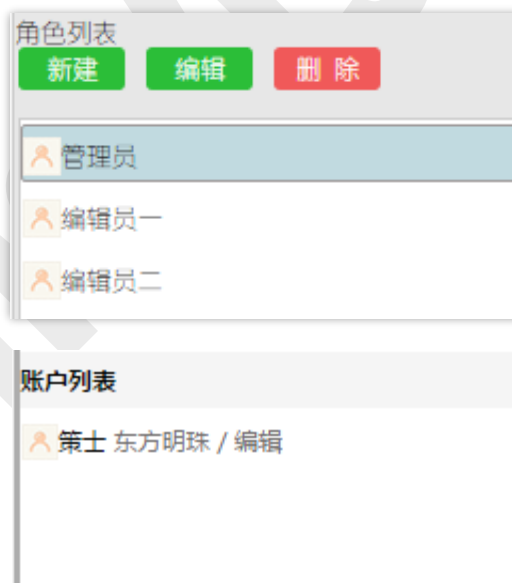 角色列表
新建 编辑 删 除
管理员
编辑员一
编辑员二
账户列表
策士 东方明珠 / 编辑